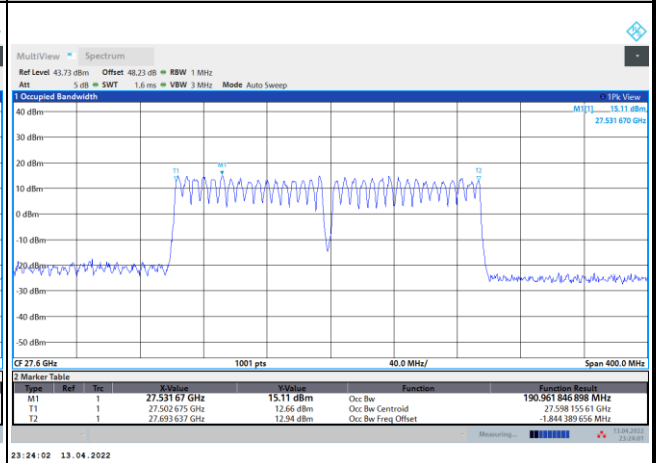 MultiView Spectrum
Ref Level 43.73 dBm Offset 48.23 dB RBW 1 MHz
Att 5 dB SWT 1.6 ms VBW 3 MHz Mode Auto Sweep
1 Occupied Bandwidth 1Pk View
M1[1] 15.11 dBm
27.531 670 GHz
40 dBm
30 dBm
20 dBm
T1 M1 T2
10 dBm
0 dBm
-10 dBm
-20 dBm
-30 dBm
-40 dBm
-50 dBm
CF 27.6 GHz 1001 pts 40.0 MHz/ Span 400.0 MHz
2 Marker Table
Type Ref Trc X-Value Y-Value Function Function Result
M1 1 27.531 67 GHz 15.11 dBm Occ Bw 190.961 846 898 MHz
T1 1 27.502 675 GHz 12.66 dBm Occ Bw Centroid 27.598 155 61 GHz
T2 1 27.693 637 GHz 12.94 dBm Occ Bw Freq Offset -1.844 389 656 MHz
Measuring... 13.04.2022
23:24:01
23:24:02 13.04.2022